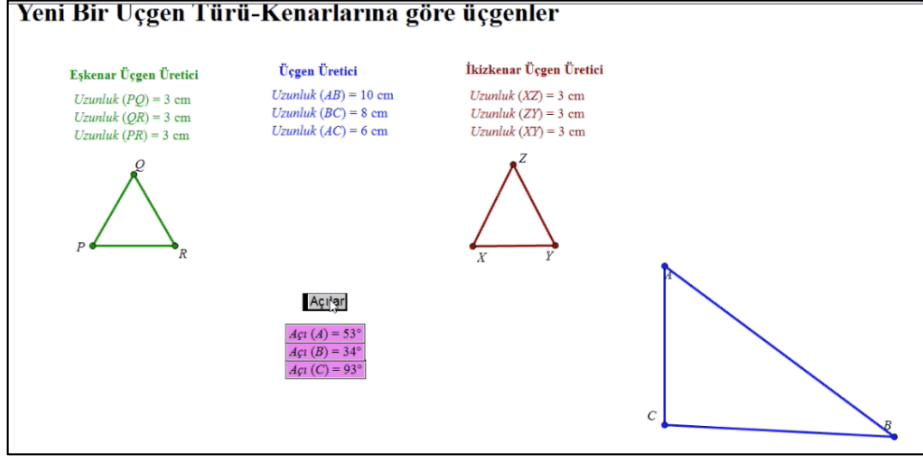 Yeni Bir Üçgen Türü-Kenarlarına göre üçgenler
Eşkenar Üçgen Üretici
Uzunluk (PQ) = 3 cm
Uzunluk (QR) = 3 cm
Uzunluk (PR) = 3 cm
Q
P
R
Üçgen Üretici
Uzunluk (AB) = 10 cm
Uzunluk (BC) = 8 cm
Uzunluk (AC) = 6 cm
İkizkenar Üçgen Üretici
Uzunluk (XZ) = 3 cm
Uzunluk (ZY) = 3 cm
Uzunluk (XY) = 3 cm
Z
X
Y
Açılar
Açı (A) = 53°
Açı (B) = 34°
Açı (C) = 93°
A
C
B